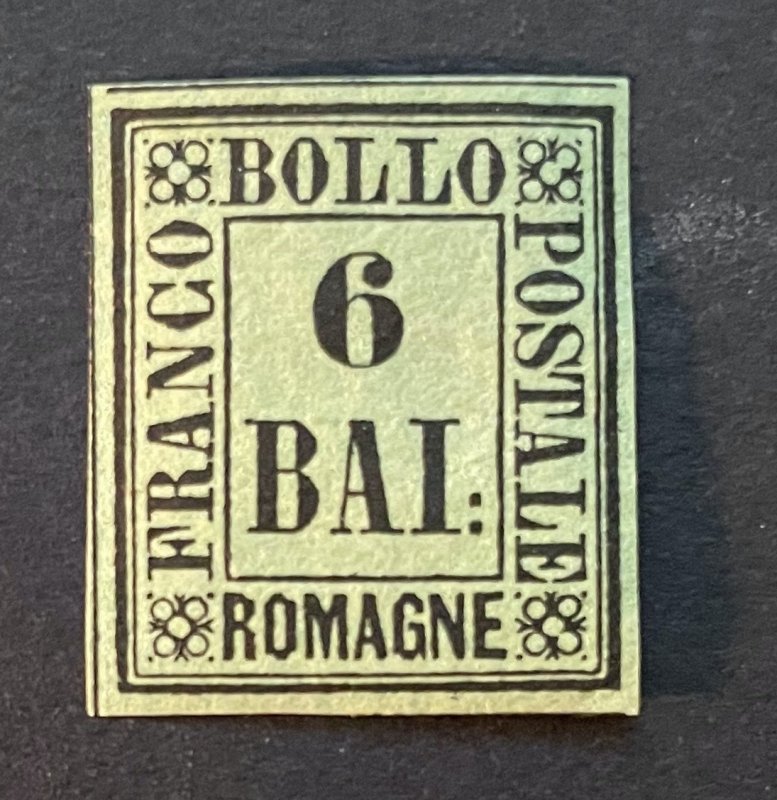 FRANCO
BOLLO
POSTALE
6
BAI:
ROMAGNE